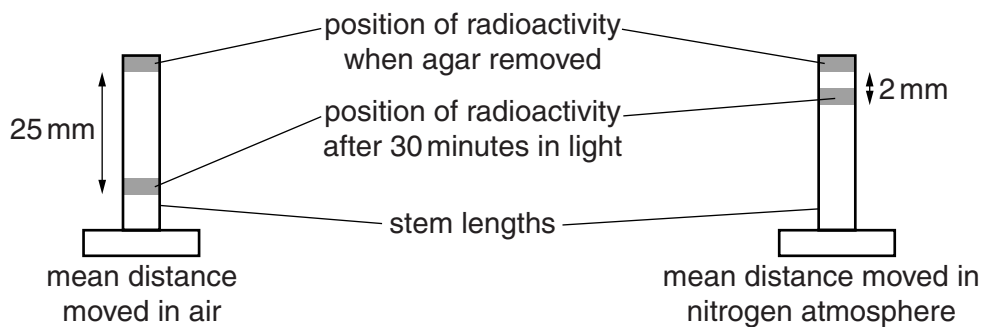 position of radioactivity
when agar removed
25 mm
2 mm
position of radioactivity
after 30 minutes in light
stem lengths
mean distance
moved in air
mean distance moved in
nitrogen atmosphere